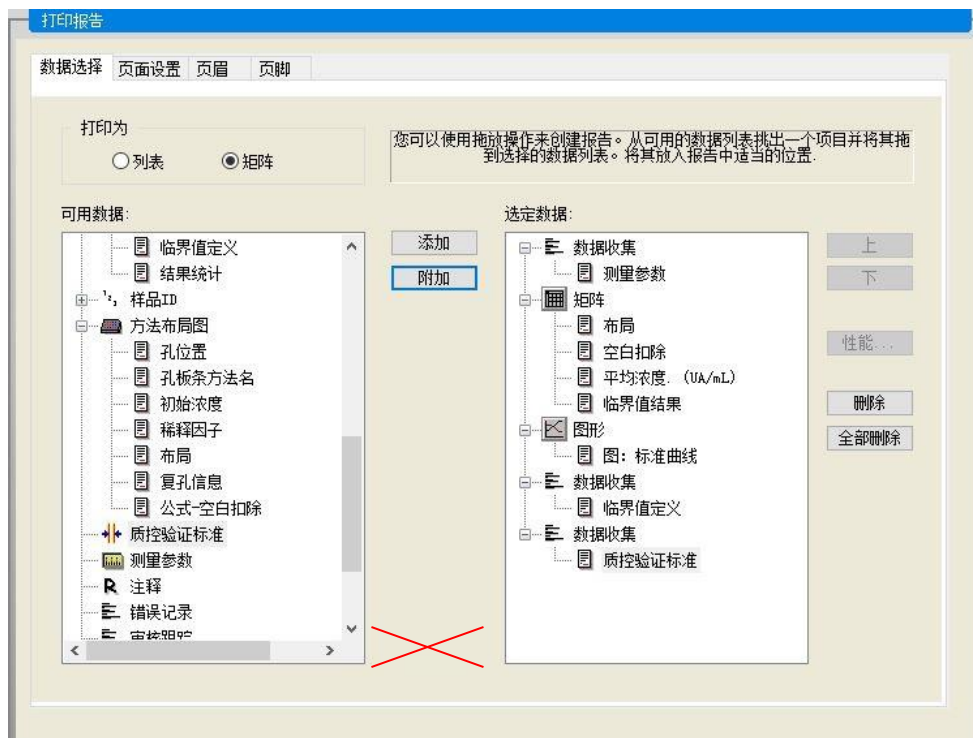 打印报告
数据选择 页面设置 页眉 页脚
打印为
列表 矩阵
您可以使用拖放操作来创建报告。从可用的数据列表挑出一个项目并将其拖
到选择的数据列表。将其放入报告中适当的位置.
可用数据:
临界值定义
结果统计
样品ID
方法布局图
孔位置
孔板条方法名
初始浓度
稀释因子
布局
复孔信息
公式-空白扣除
质控验证标准
测量参数
注释
错误记录
审核跟踪
添加
附加
选定数据:
数据收集
测量参数
矩阵
布局
空白扣除
平均浓度. (UA/mL)
临界值结果
图形
图: 标准曲线
数据收集
临界值定义
数据收集
质控验证标准
上
下
性能...
删除
全部删除